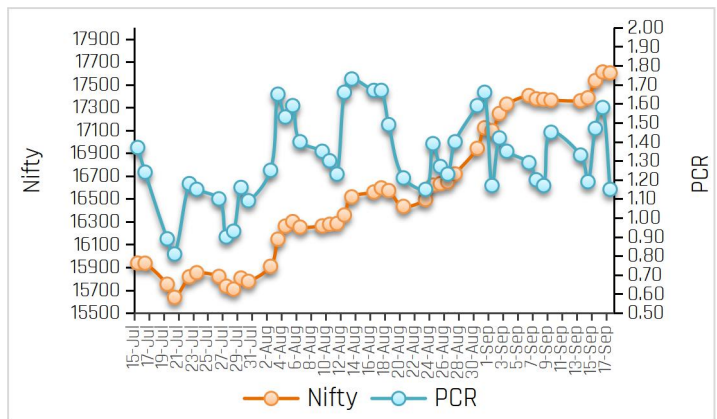 17900
17700
17500
17300
17100
16900
16700
16500
16300
16100
15900
15700
15500
Nifty
2.00
1.90
1.80
1.70
1.60
1.50
1.40
1.30
1.20
1.10
1.00
0.90
0.80
0.70
0.60
0.50
PCR
15-Jul
17-Jul
19-Jul
21-Jul
23-Jul
25-Jul
27-Jul
29-Jul
31-Jul
2-Aug
4-Aug
6-Aug
8-Aug
10-Aug
12-Aug
14-Aug
16-Aug
18-Aug
20-Aug
22-Aug
24-Aug
26-Aug
28-Aug
30-Aug
1-Sep
3-Sep
5-Sep
7-Sep
9-Sep
11-Sep
13-Sep
15-Sep
17-Sep
Nifty PCR